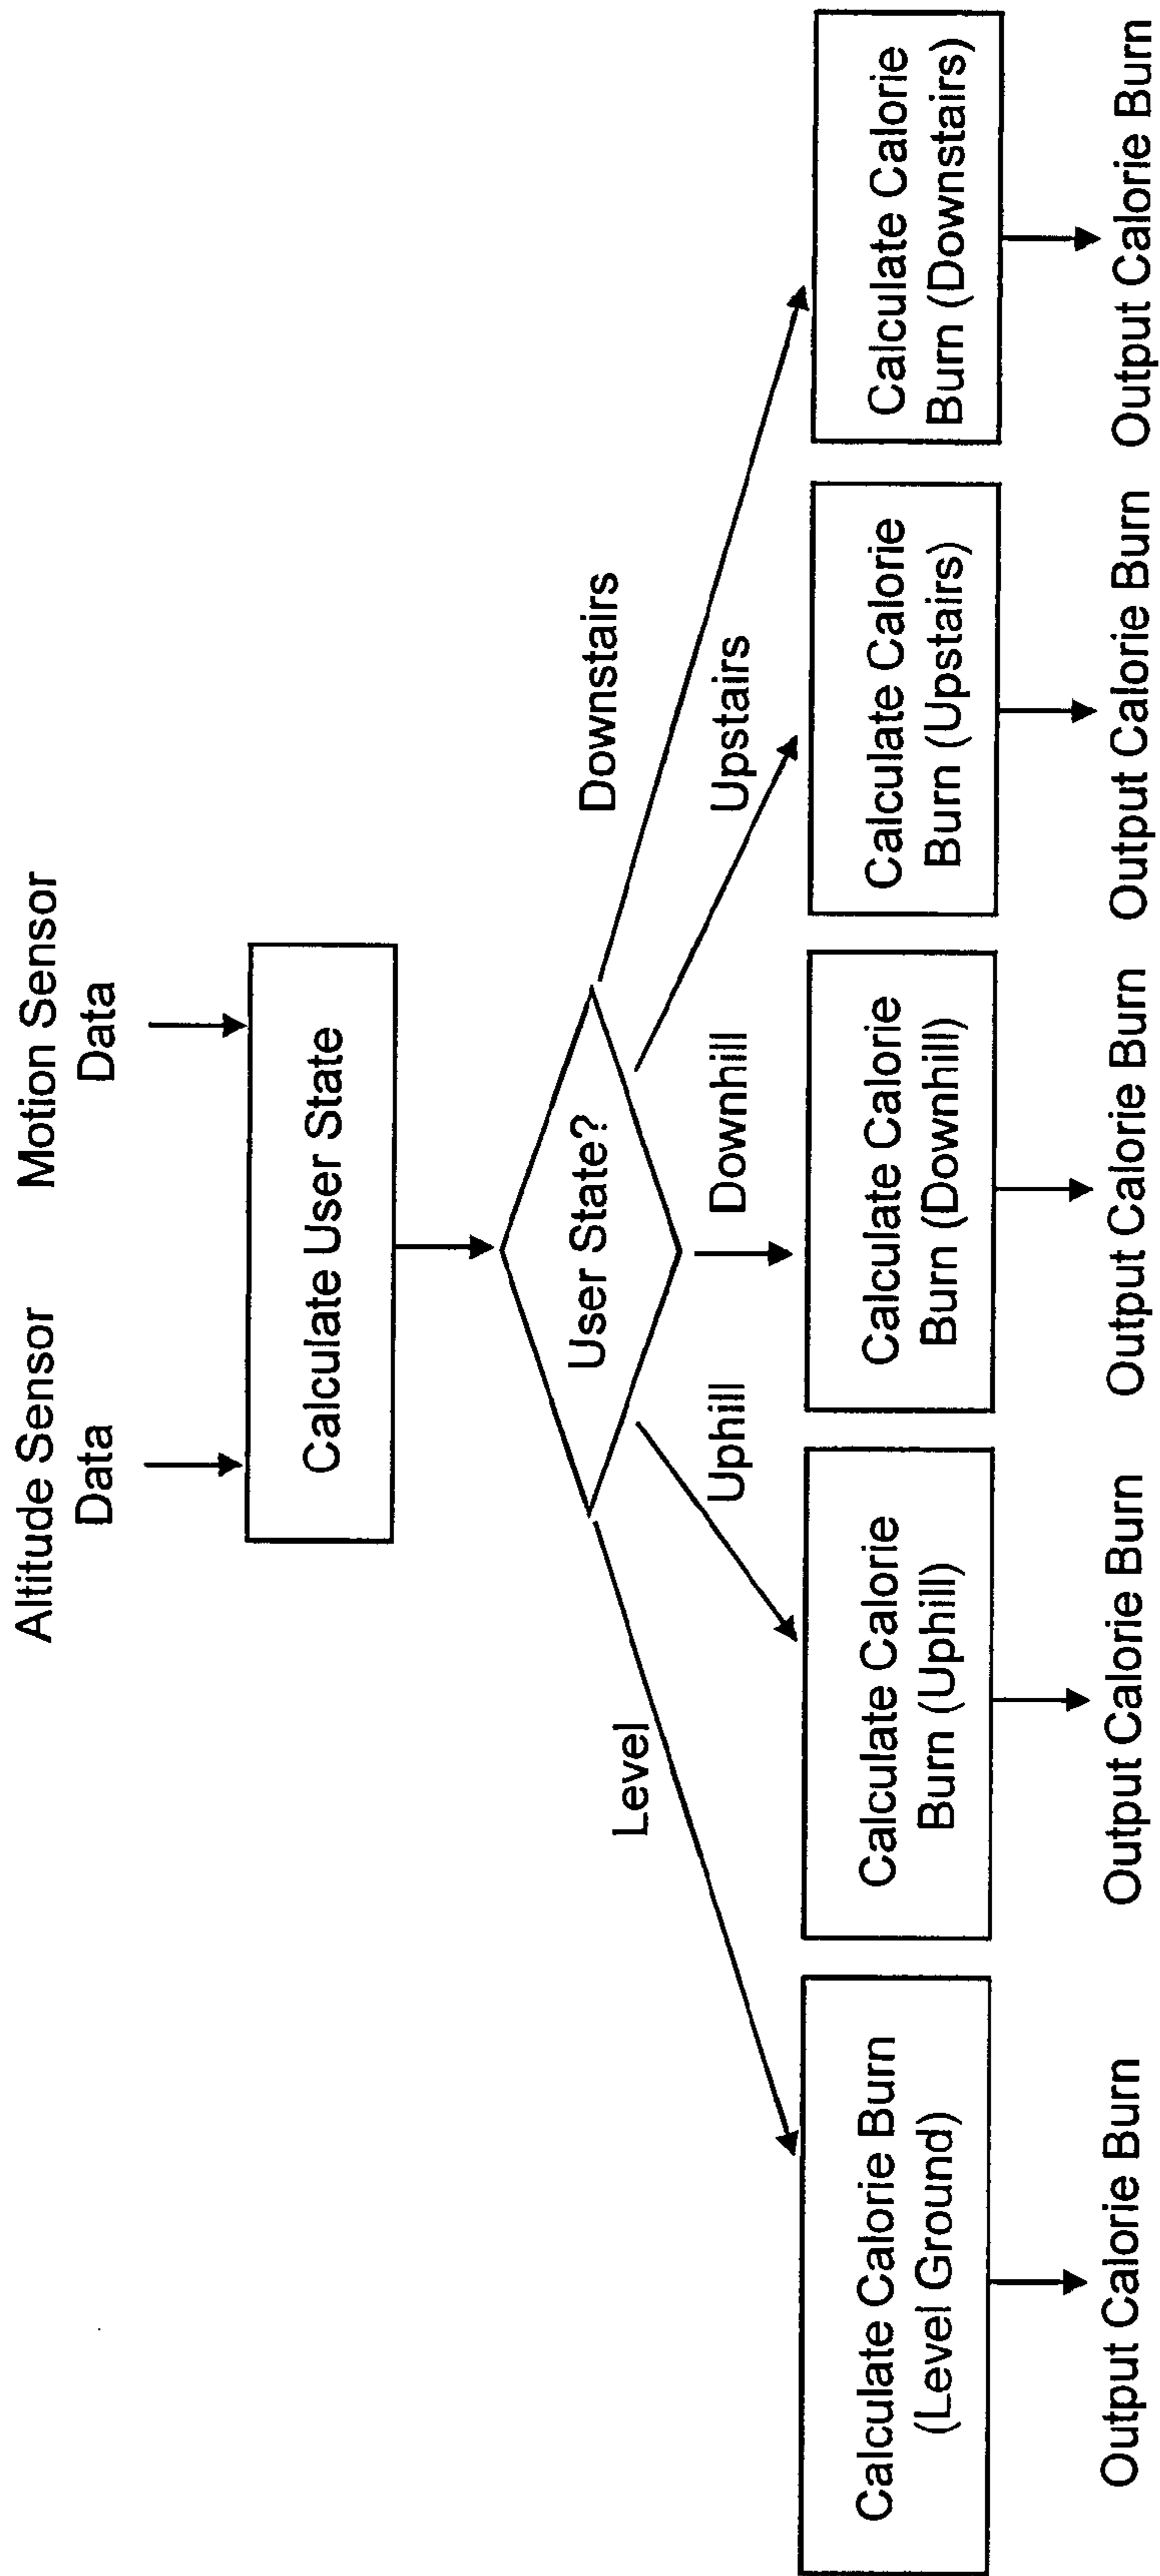 Altitude Sensor
Data
Motion Sensor
Data
Calculate User State
User State?
Level
Uphill
Downhill
Upstairs
Downstairs
Calculate Calorie Burn
(Level Ground)
Calculate Calorie
Burn (Uphill)
Calculate Calorie
Burn (Downhill)
Calculate Calorie
Burn (Upstairs)
Calculate Calorie
Burn (Downstairs)
Output Calorie Burn
Output Calorie Burn
Output Calorie Burn
Output Calorie Burn
Output Calorie Burn